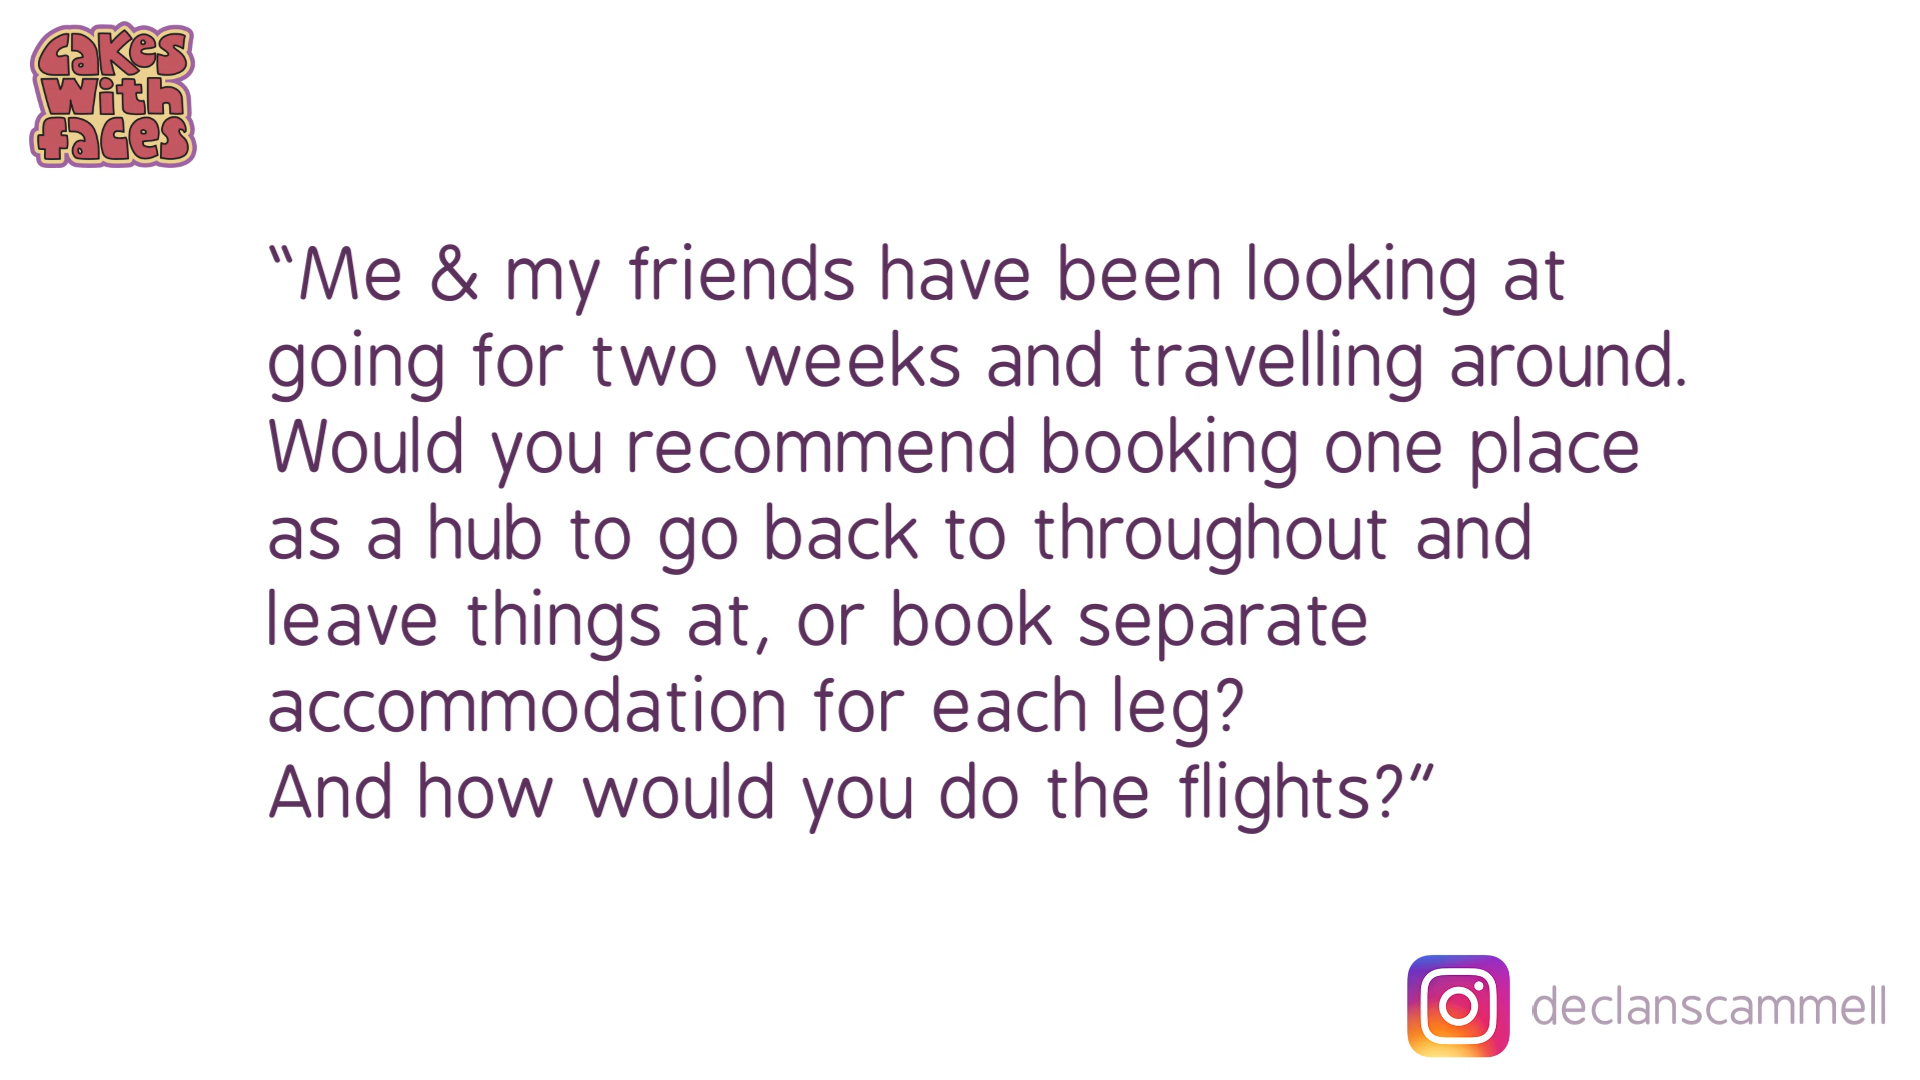 Cakes
With
faces
“Me & my friends have been looking at
going for two weeks and travelling around.
Would you recommend booking one place
as a hub to go back to throughout and
leave things at, or book separate
accommodation for each leg?
And how would you do the flights?”
declanscammell